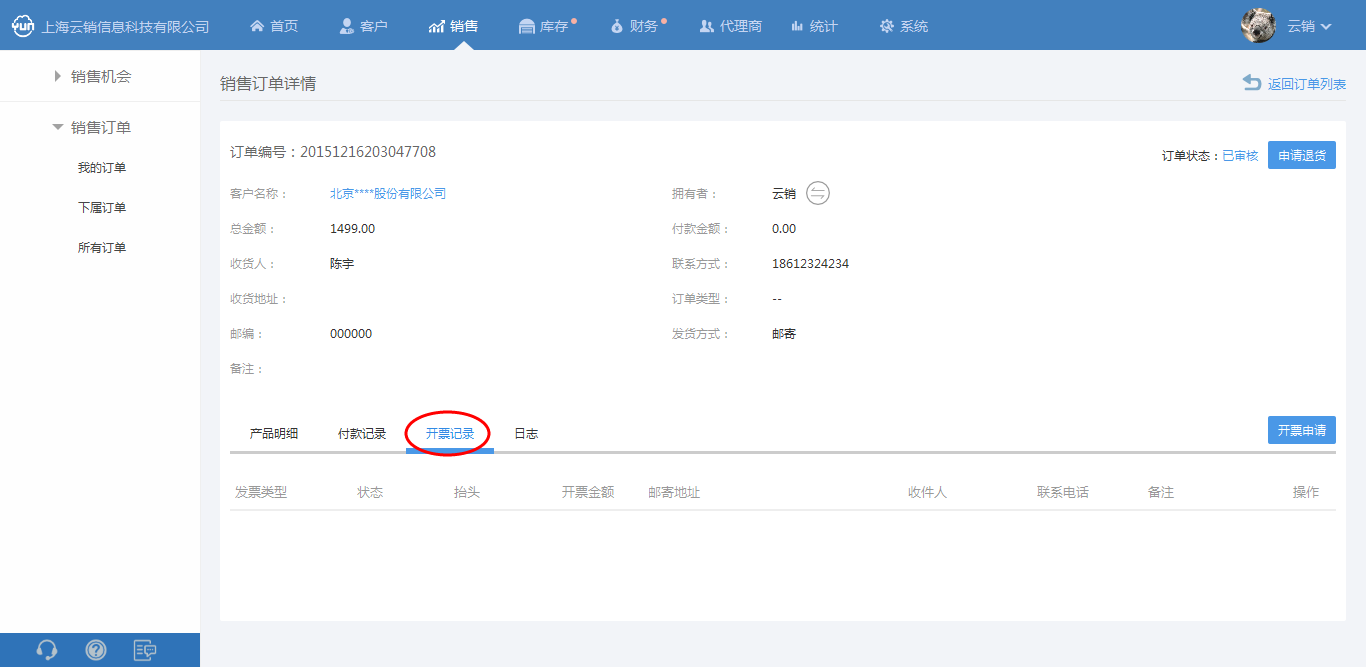 yun 上海云销信息科技有限公司 首页 客户 销售 库存 财务 代理商 统计 系统 云销
销售机会
销售订单
我的订单
下属订单
所有订单
销售订单详情 返回订单列表
订单编号：20151216203047708 订单状态：已审核 申请退货
客户名称： 北京****股份有限公司 拥有者： 云销
总金额： 1499.00 付款金额： 0.00
收货人： 陈宇 联系方式： 18612324234
收货地址： 订单类型： --
邮编： 000000 发货方式： 邮寄
备注：
产品明细 付款记录 开票记录 日志 开票申请
发票类型 状态 抬头 开票金额 邮寄地址 收件人 联系电话 备注 操作